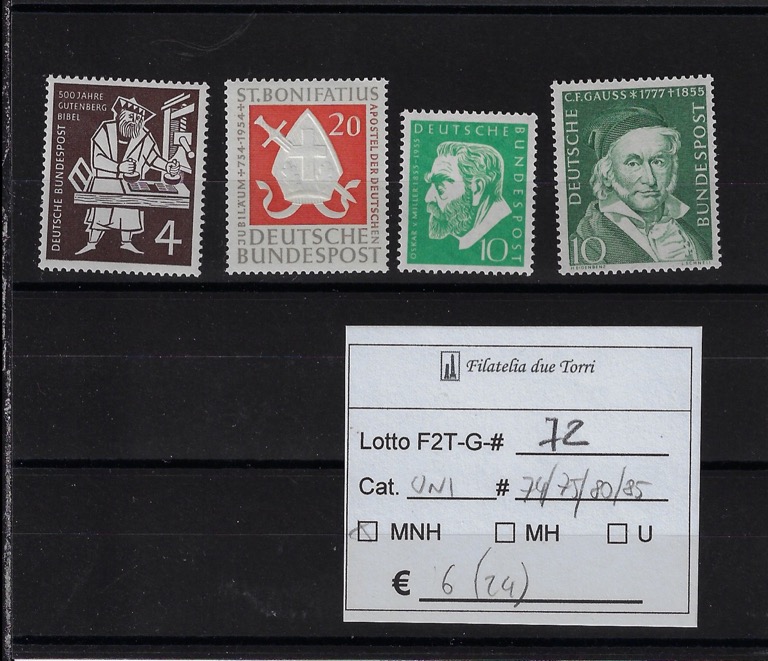 500 JAHRE
GUTENBERG
BIBEL
DEUTSCHE BUNDESPOST
4
ST. BONIFATIUS
JUBILÄUM + 754 - 1954 +
APOSTEL DER DEUTSCHEN
20
DEUTSCHE
BUNDESPOST
DEUTSCHE
BUNDESPOST
OSKAR V. MILLER 1855-1955
10
C.F. GAUSS * 1777 † 1855
DEUTSCHE
BUNDESPOST
10
Filatelia due Torri
Lotto F2T-G-# 72
Cat. UNI # 74/75/80/85
MNH MH U
€ 6 (24)